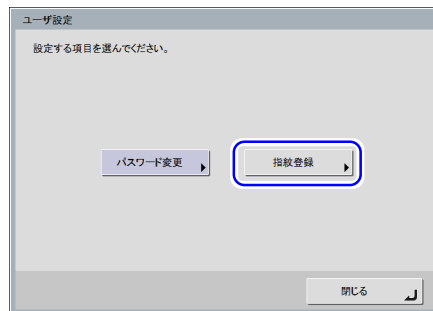 ユーザ設定
設定する項目を選んでください。
パスワード変更
指紋登録
閉じる